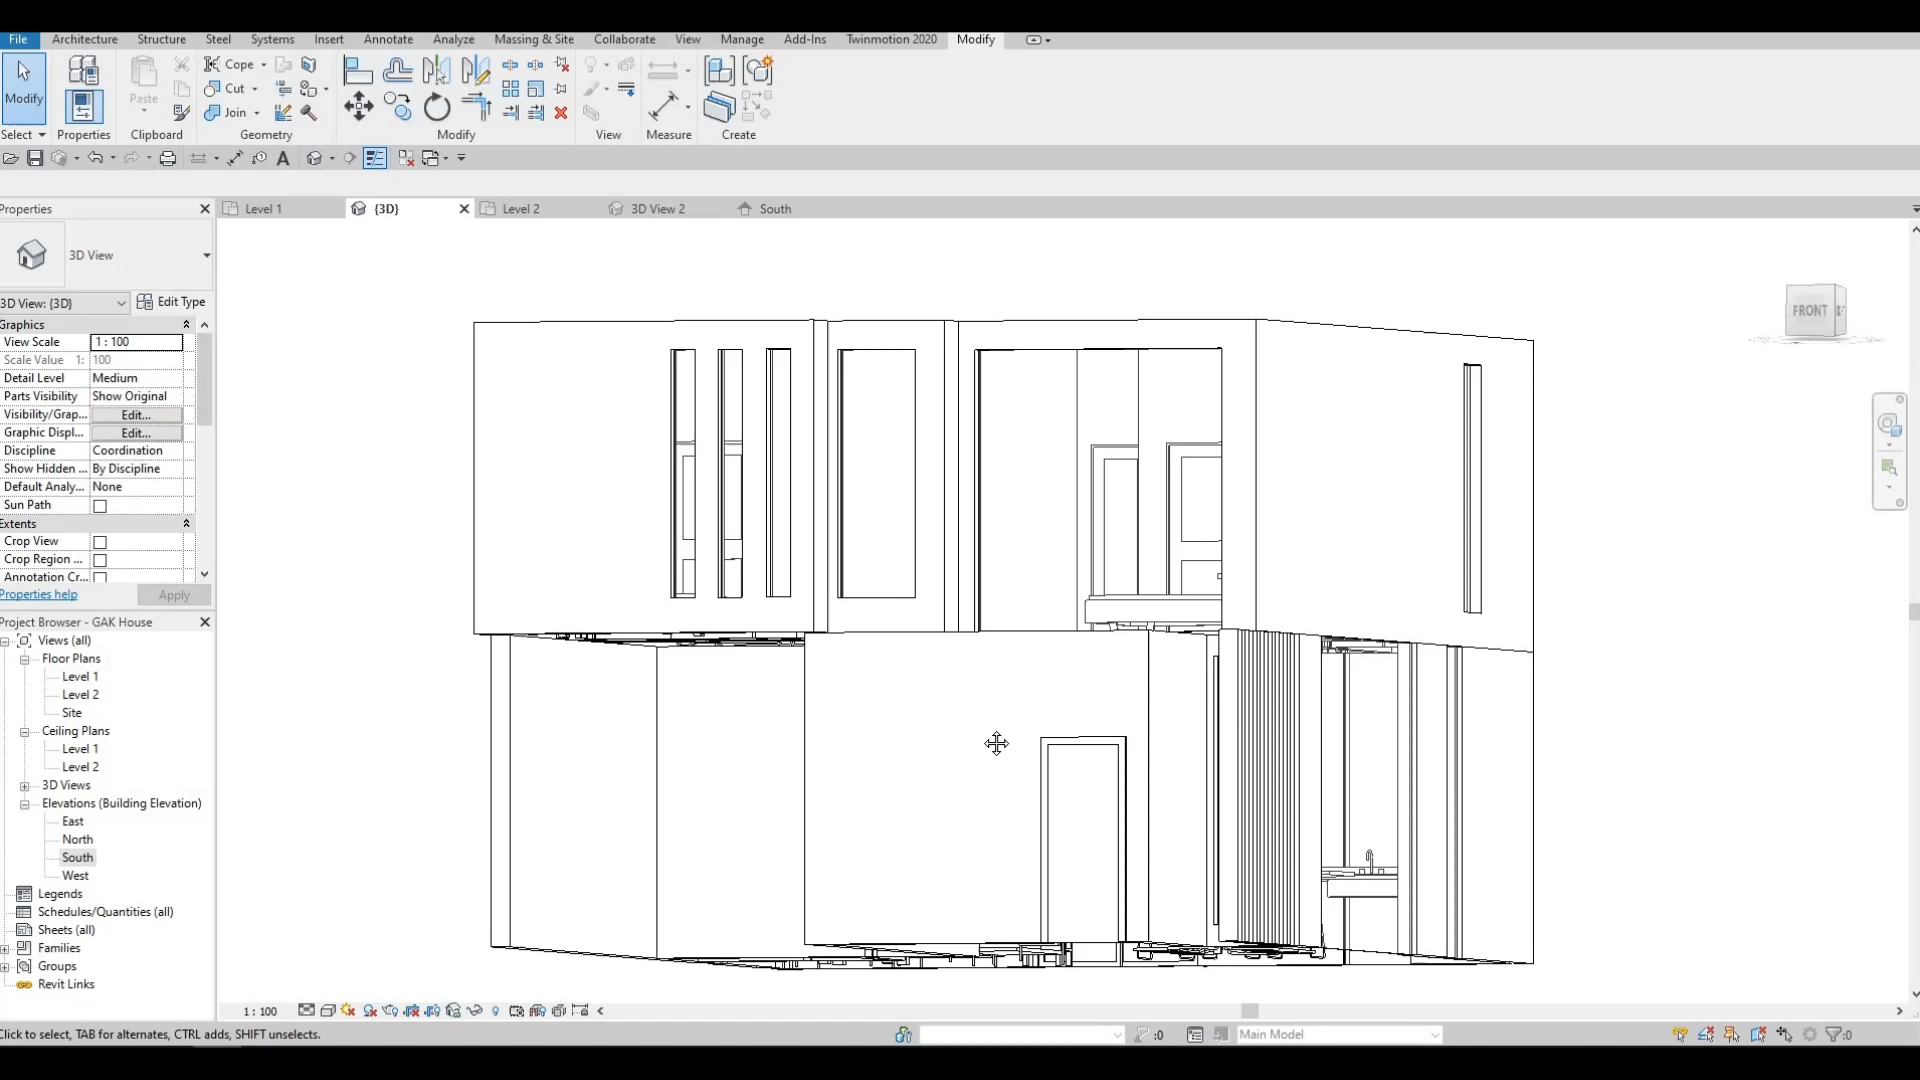 File Architecture Structure Steel Systems Insert Annotate Analyze Massing & Site Collaborate View Manage Add-Ins Twinmotion 2020 Modify
Cope
Modify Paste Cut
Join
Select Properties Clipboard Geometry Modify View Measure Create
Properties Level 1 {3D} Level 2 3D View 2 South
3D View
3D View: {3D} Edit Type
Graphics
View Scale 1 : 100
Scale Value 1: 100
Detail Level Medium
Parts Visibility Show Original
Visibility/Grap... Edit...
Graphic Displ... Edit...
Discipline Coordination
Show Hidden ... By Discipline
Default Analy... None
Sun Path
Extents
Crop View
Crop Region ...
Annotation Cr...
Properties help Apply
Project Browser - GAK House
Views (all)
Floor Plans
Level 1
Level 2
Site
Ceiling Plans
Level 1
Level 2
3D Views
Elevations (Building Elevation)
East
North
South
West
Legends
Schedules/Quantities (all)
Sheets (all)
Families
Groups
Revit Links
FRONT
1 : 100
Click to select, TAB for alternates, CTRL adds, SHIFT unselects. :0 Main Model :0